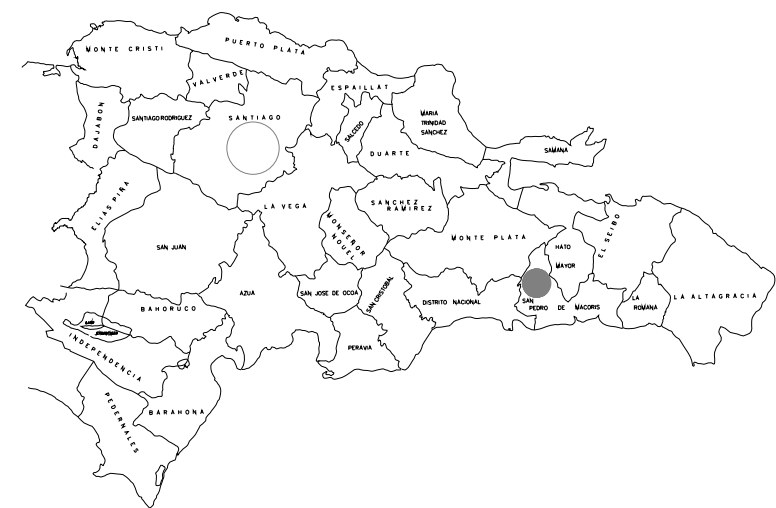 MONTE CRISTI
PUERTO PLATA
VALVERDE
ESPAILLAT
DAJABON
SANTIAGO RODRIGUEZ
SANTIAGO
SALCEDO
MARIA
TRINIDAD
SANCHEZ
DUARTE
SAMANA
ELIAS PIÑA
LA VEGA
SANCHEZ
RAMIREZ
MONSEÑOR
NOUEL
MONTE PLATA
HATO
MAYOR
EL SEIBO
SAN JUAN
AZUA
SAN JOSE DE OCOA
SAN CRISTOBAL
DISTRITO NACIONAL
SAN
PEDRO DE MACORIS
LA
ROMANA
LA ALTAGRACIA
BAHORUCO
INDEPENDENCIA
PERAVIA
BARAHONA
PEDERNALES